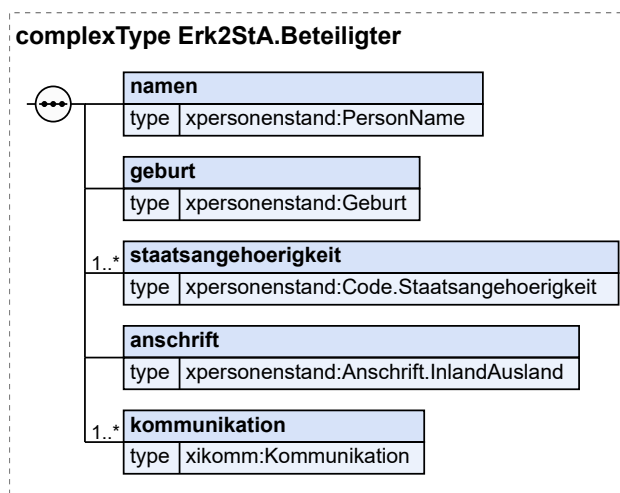 complexType Erk2StA.Beteiligter
namen
type xpersonenstand:PersonName
geburt
type xpersonenstand:Geburt
1..* staatsangehoerigkeit
type xpersonenstand:Code.Staatsangehoerigkeit
anschrift
type xpersonenstand:Anschrift.InlandAusland
1..* kommunikation
type xikomm:Kommunikation